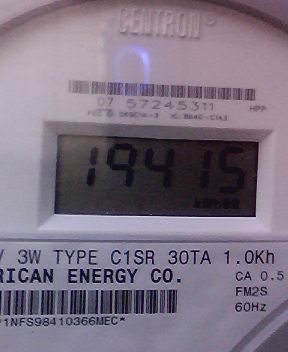 CENTRON®
07 57245311 HPP
19415
V 3W TYPE C1SR 30TA 1.0Kh
RICAN ENERGY CO. CA 0.5
FM2S
60Hz
1NFS98410366MEC*